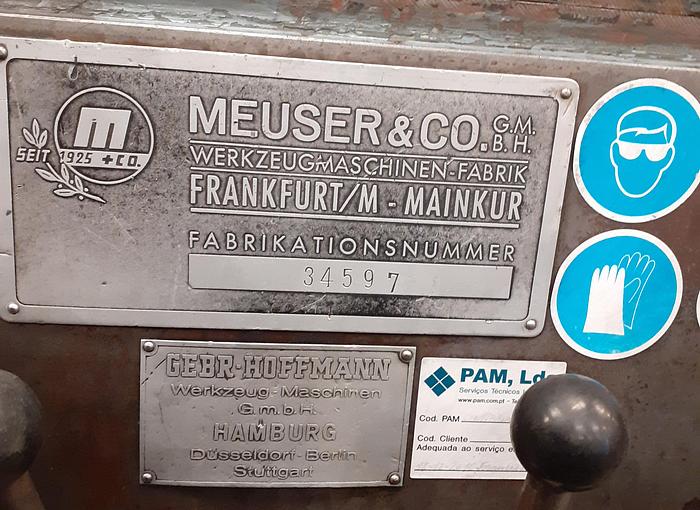 m
SEIT 1925 +CO.
MEUSER & CO. G.M.B.H.
WERKZEUGMASCHINEN-FABRIK
FRANKFURT/M - MAINKUR
FABRIKATIONSNUMMER
34597
GEBR·HOFFMANN
Werkzeug-Maschinen
G.m.b.H.
HAMBURG
Düsseldorf-Berlin
Stuttgart
PAM, Ld
Serviços Técnicos
www.pam.com.pt - Te
Cod. PAM
Cod. Cliente
Adequada ao serviço e